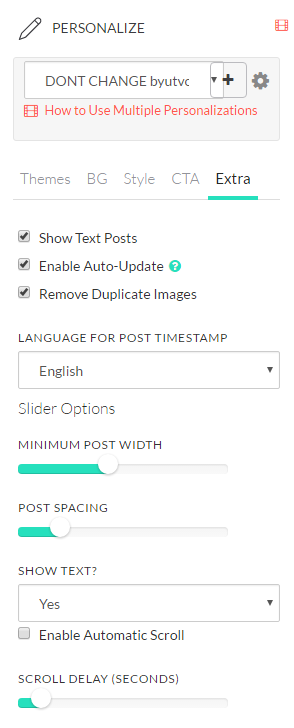 PERSONALIZE
DONT CHANGE byutvc
How to Use Multiple Personalizations
Themes BG Style CTA Extra
Show Text Posts
Enable Auto-Update ?
Remove Duplicate Images
LANGUAGE FOR POST TIMESTAMP
English
Slider Options
MINIMUM POST WIDTH
POST SPACING
SHOW TEXT?
Yes
Enable Automatic Scroll
SCROLL DELAY (SECONDS)